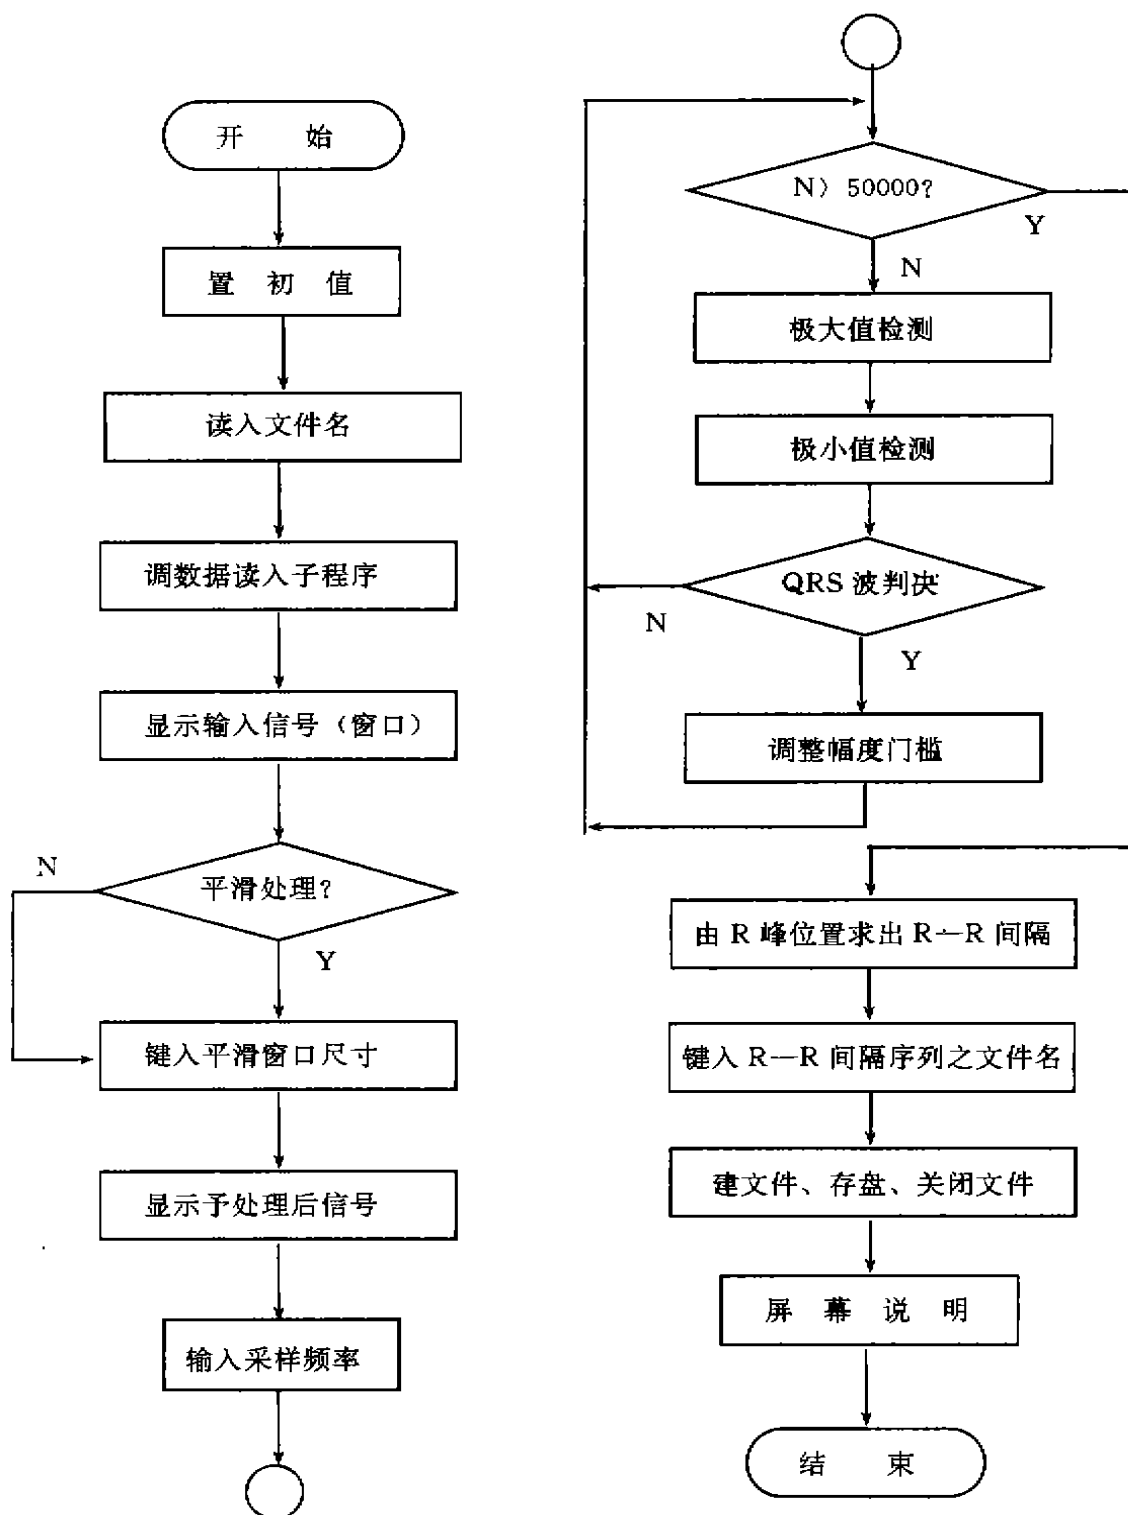 开 始
置 初 值
读入文件名
调数据读入子程序
显示输入信号（窗口）
平滑处理？
N
Y
键入平滑窗口尺寸
显示予处理后信号
输入采样频率
N〉50000?
Y
N
极大值检测
极小值检测
QRS 波判决
N
Y
调整幅度门槛
由 R 峰位置求出 R—R 间隔
键入 R—R 间隔序列之文件名
建文件、存盘、关闭文件
屏 幕 说 明
结 束